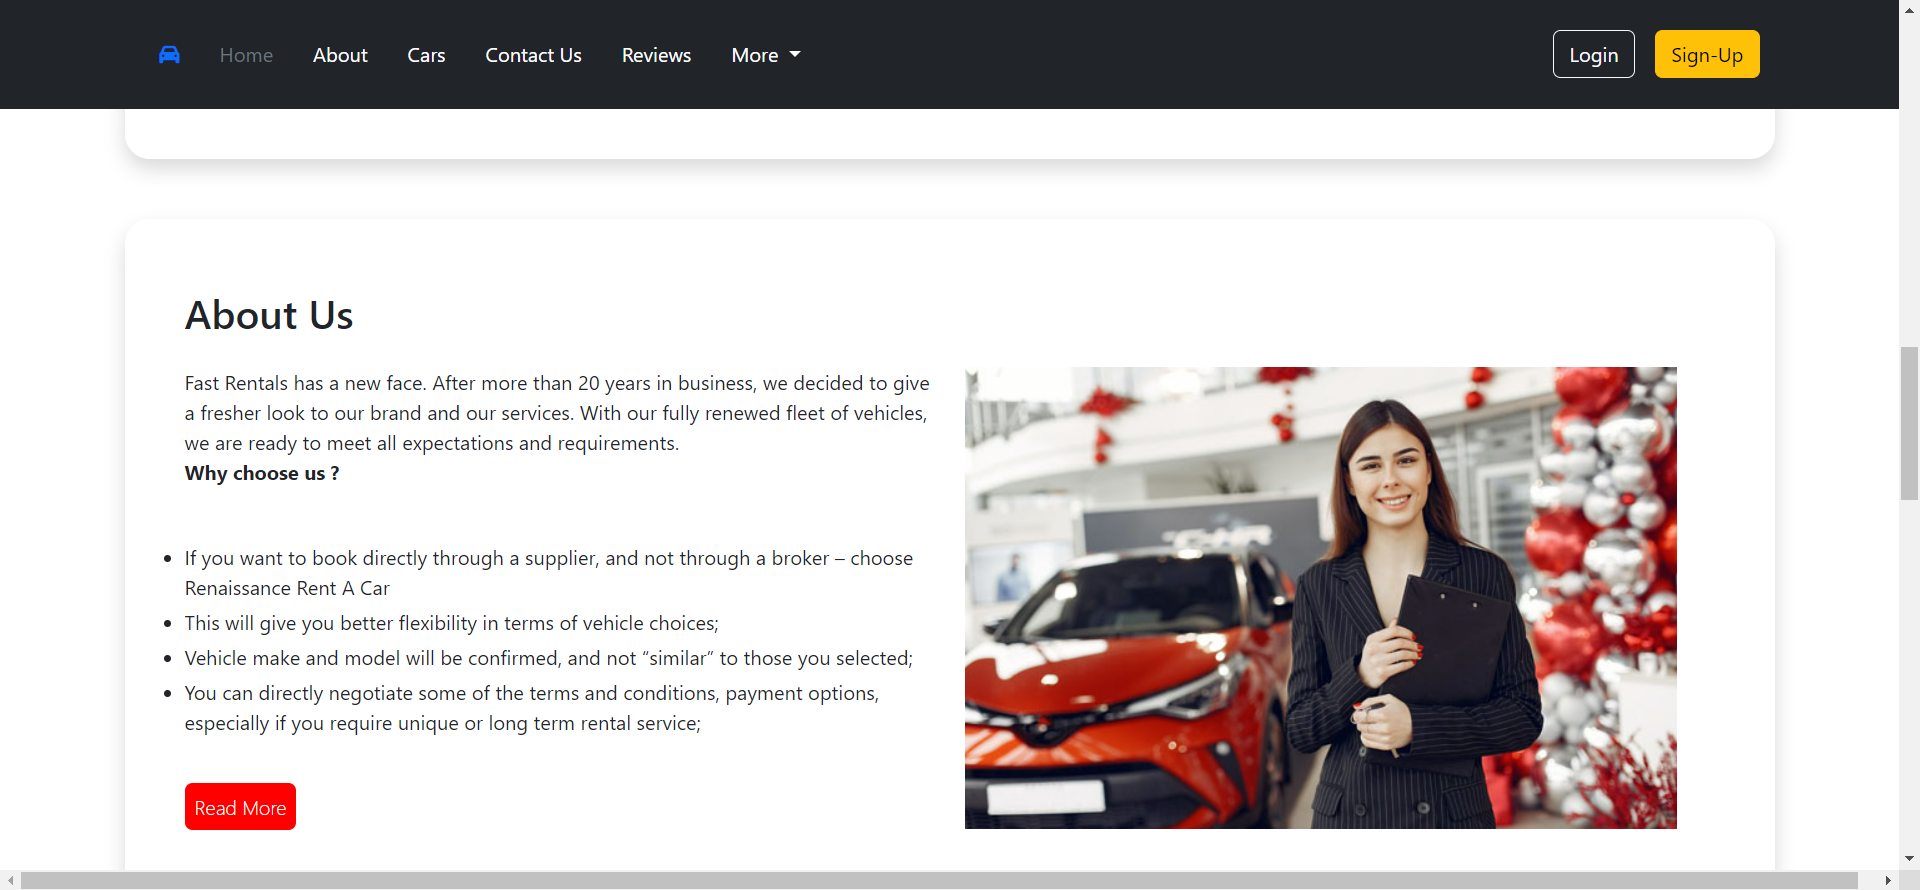 Home About Cars Contact Us Reviews More Login Sign-Up
About Us
Fast Rentals has a new face. After more than 20 years in business, we decided to give
a fresher look to our brand and our services. With our fully renewed fleet of vehicles,
we are ready to meet all expectations and requirements.
Why choose us ?
If you want to book directly through a supplier, and not through a broker – choose
Renaissance Rent A Car
This will give you better flexibility in terms of vehicle choices;
Vehicle make and model will be confirmed, and not “similar” to those you selected;
You can directly negotiate some of the terms and conditions, payment options,
especially if you require unique or long term rental service;
Read More